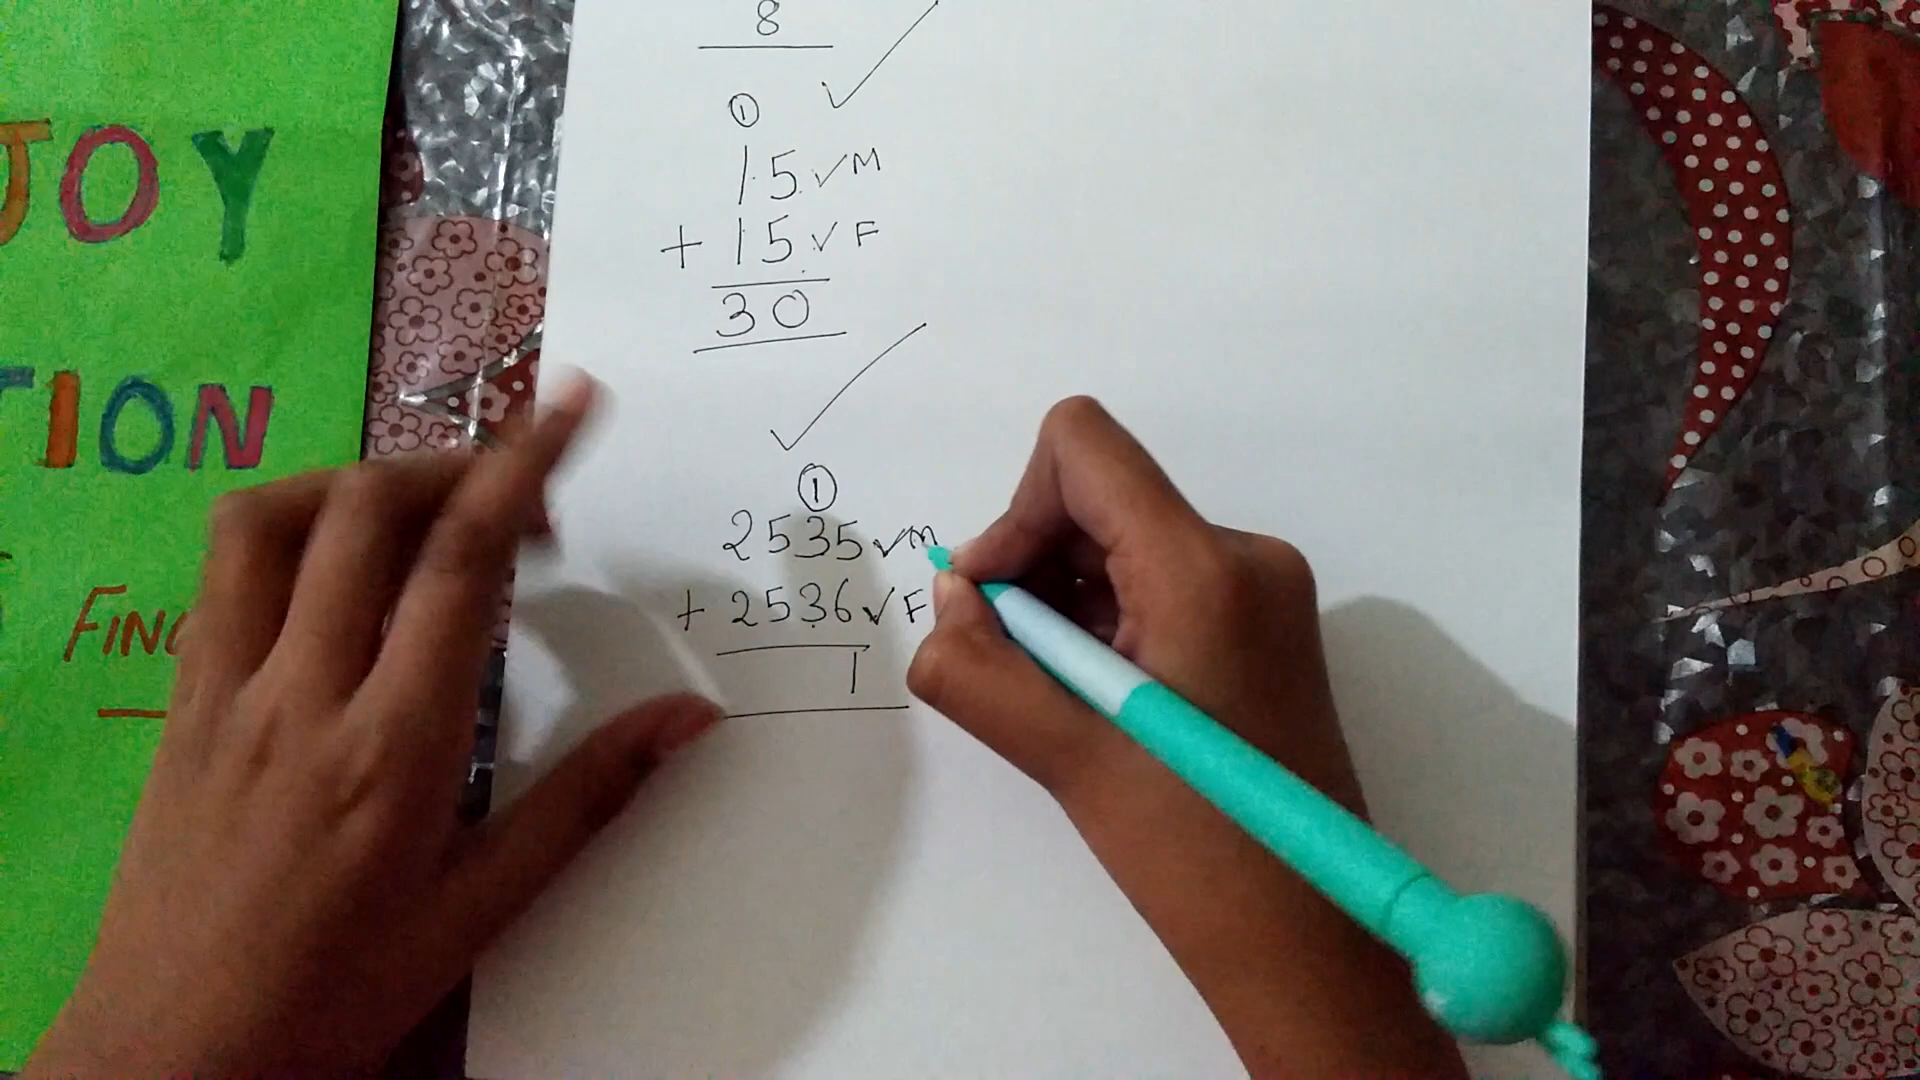 JOY
TION
FIN
8
①
15 ✓ M
+ 15 ✓ F
30
①
2535 ✓ M
+ 2536 ✓ F
1